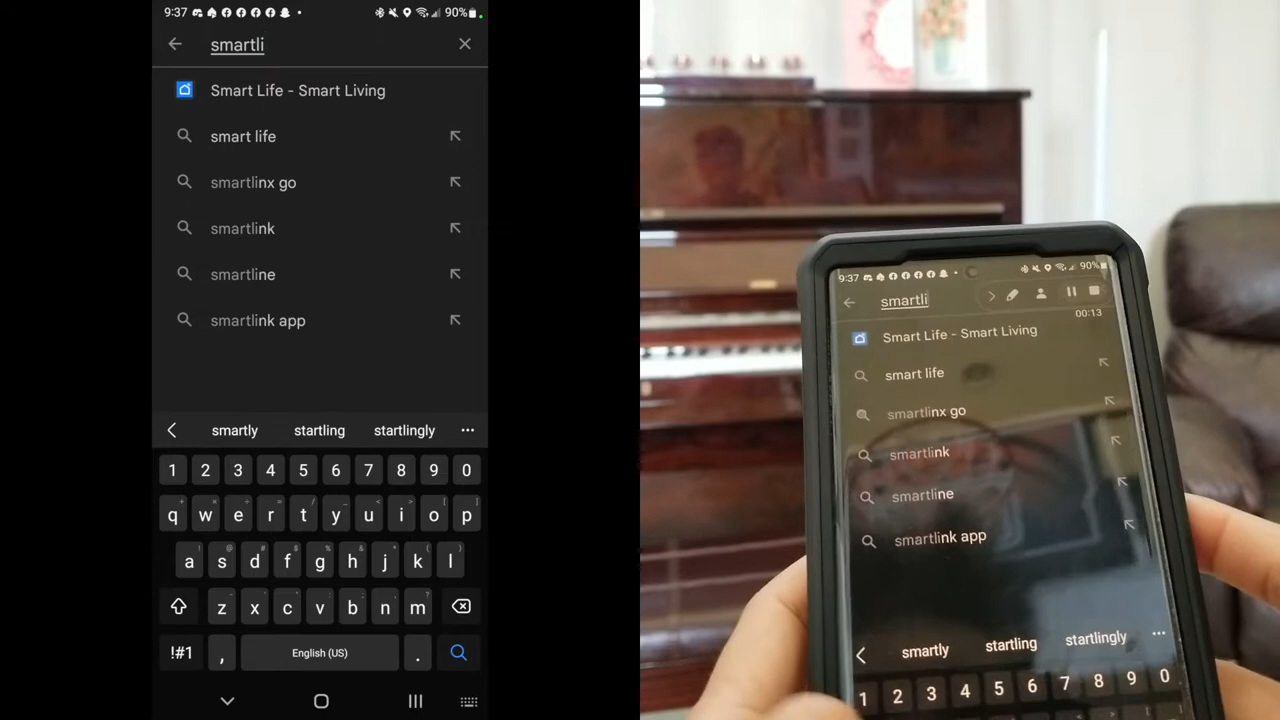 9:37 90%
smartli
Smart Life - Smart Living
smart life
smartlinx go
smartlink
smartline
smartlink app
smartly startling startlingly
1 2 3 4 5 6 7 8 9 0
q w e r t y u i o p
a s d f g h j k l
z x c v b n m
!#1 , English (US) .
9:37 90%
smartli
00:13
Smart Life - Smart Living
smart life
smartlinx go
smartlink
smartline
smartlink app
smartly startling startlingly
1 2 3 4 5 6 7 8 9 0